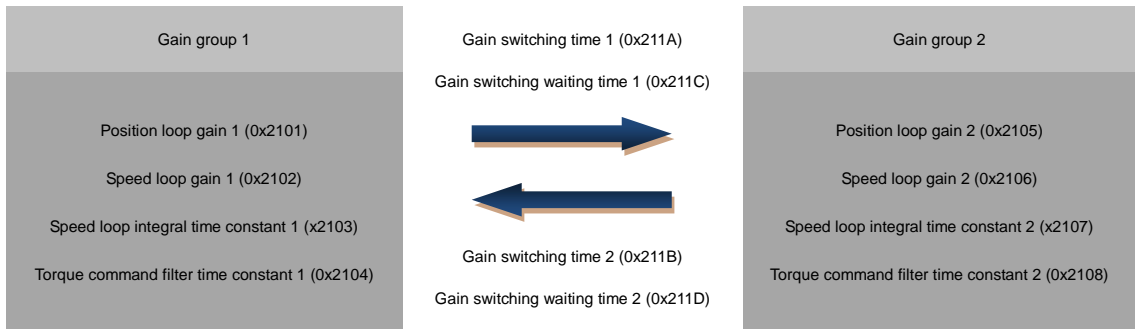 Gain group 1
Position loop gain 1 (0x2101)
Speed loop gain 1 (0x2102)
Speed loop integral time constant 1 (x2103)
Torque command filter time constant 1 (0x2104)
Gain switching time 1 (0x211A)
Gain switching waiting time 1 (0x211C)
Gain switching time 2 (0x211B)
Gain switching waiting time 2 (0x211D)
Gain group 2
Position loop gain 2 (0x2105)
Speed loop gain 2 (0x2106)
Speed loop integral time constant 2 (x2107)
Torque command filter time constant 2 (0x2108)